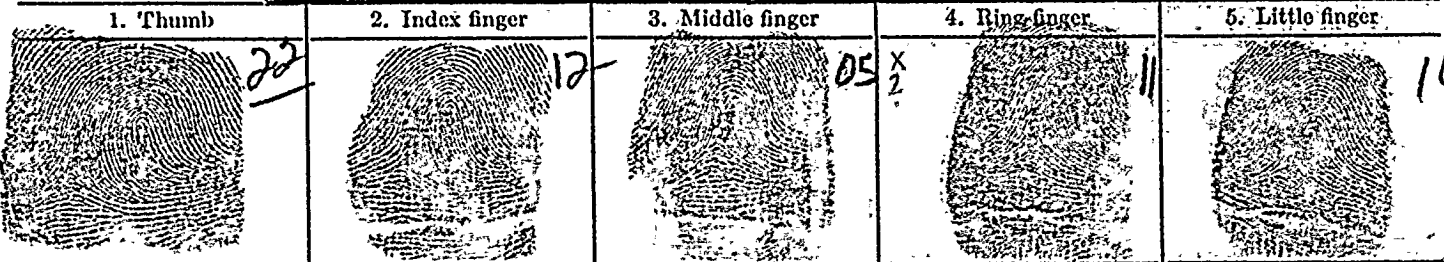 1. Thumb
2. Index finger
3. Middle finger
4. Ring finger
5. Little finger
22
12
05
X
2
11